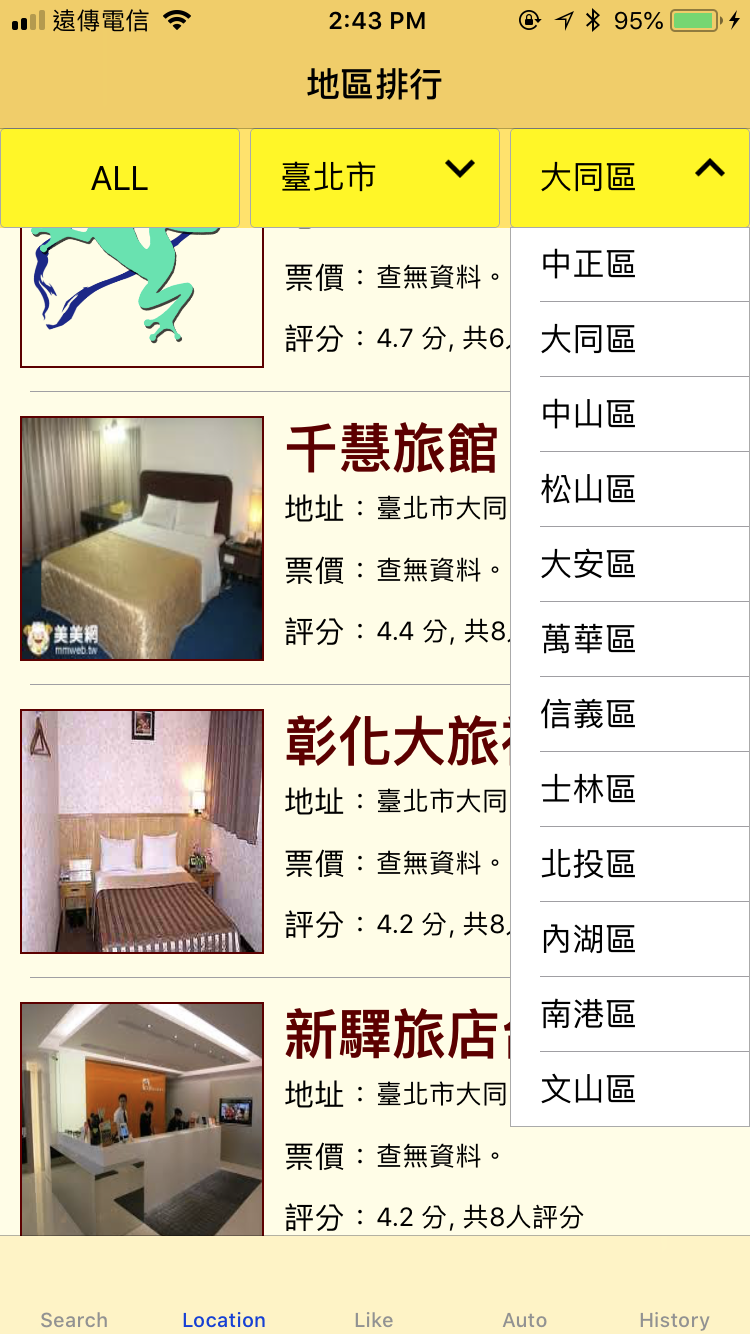 遠傳電信 2:43 PM 95%
地區排行
ALL 臺北市 大同區
票價：查無資料。
評分：4.7 分, 共6
千慧旅館
地址：臺北市大同
票價：查無資料。
評分：4.4 分, 共8
美美網
mmweb.tw
彰化大旅
地址：臺北市大同
票價：查無資料。
評分：4.2 分, 共8
新驛旅店
地址：臺北市大同
票價：查無資料。
評分：4.2 分, 共8人評分
中正區
大同區
中山區
松山區
大安區
萬華區
信義區
士林區
北投區
內湖區
南港區
文山區
Search Location Like Auto History